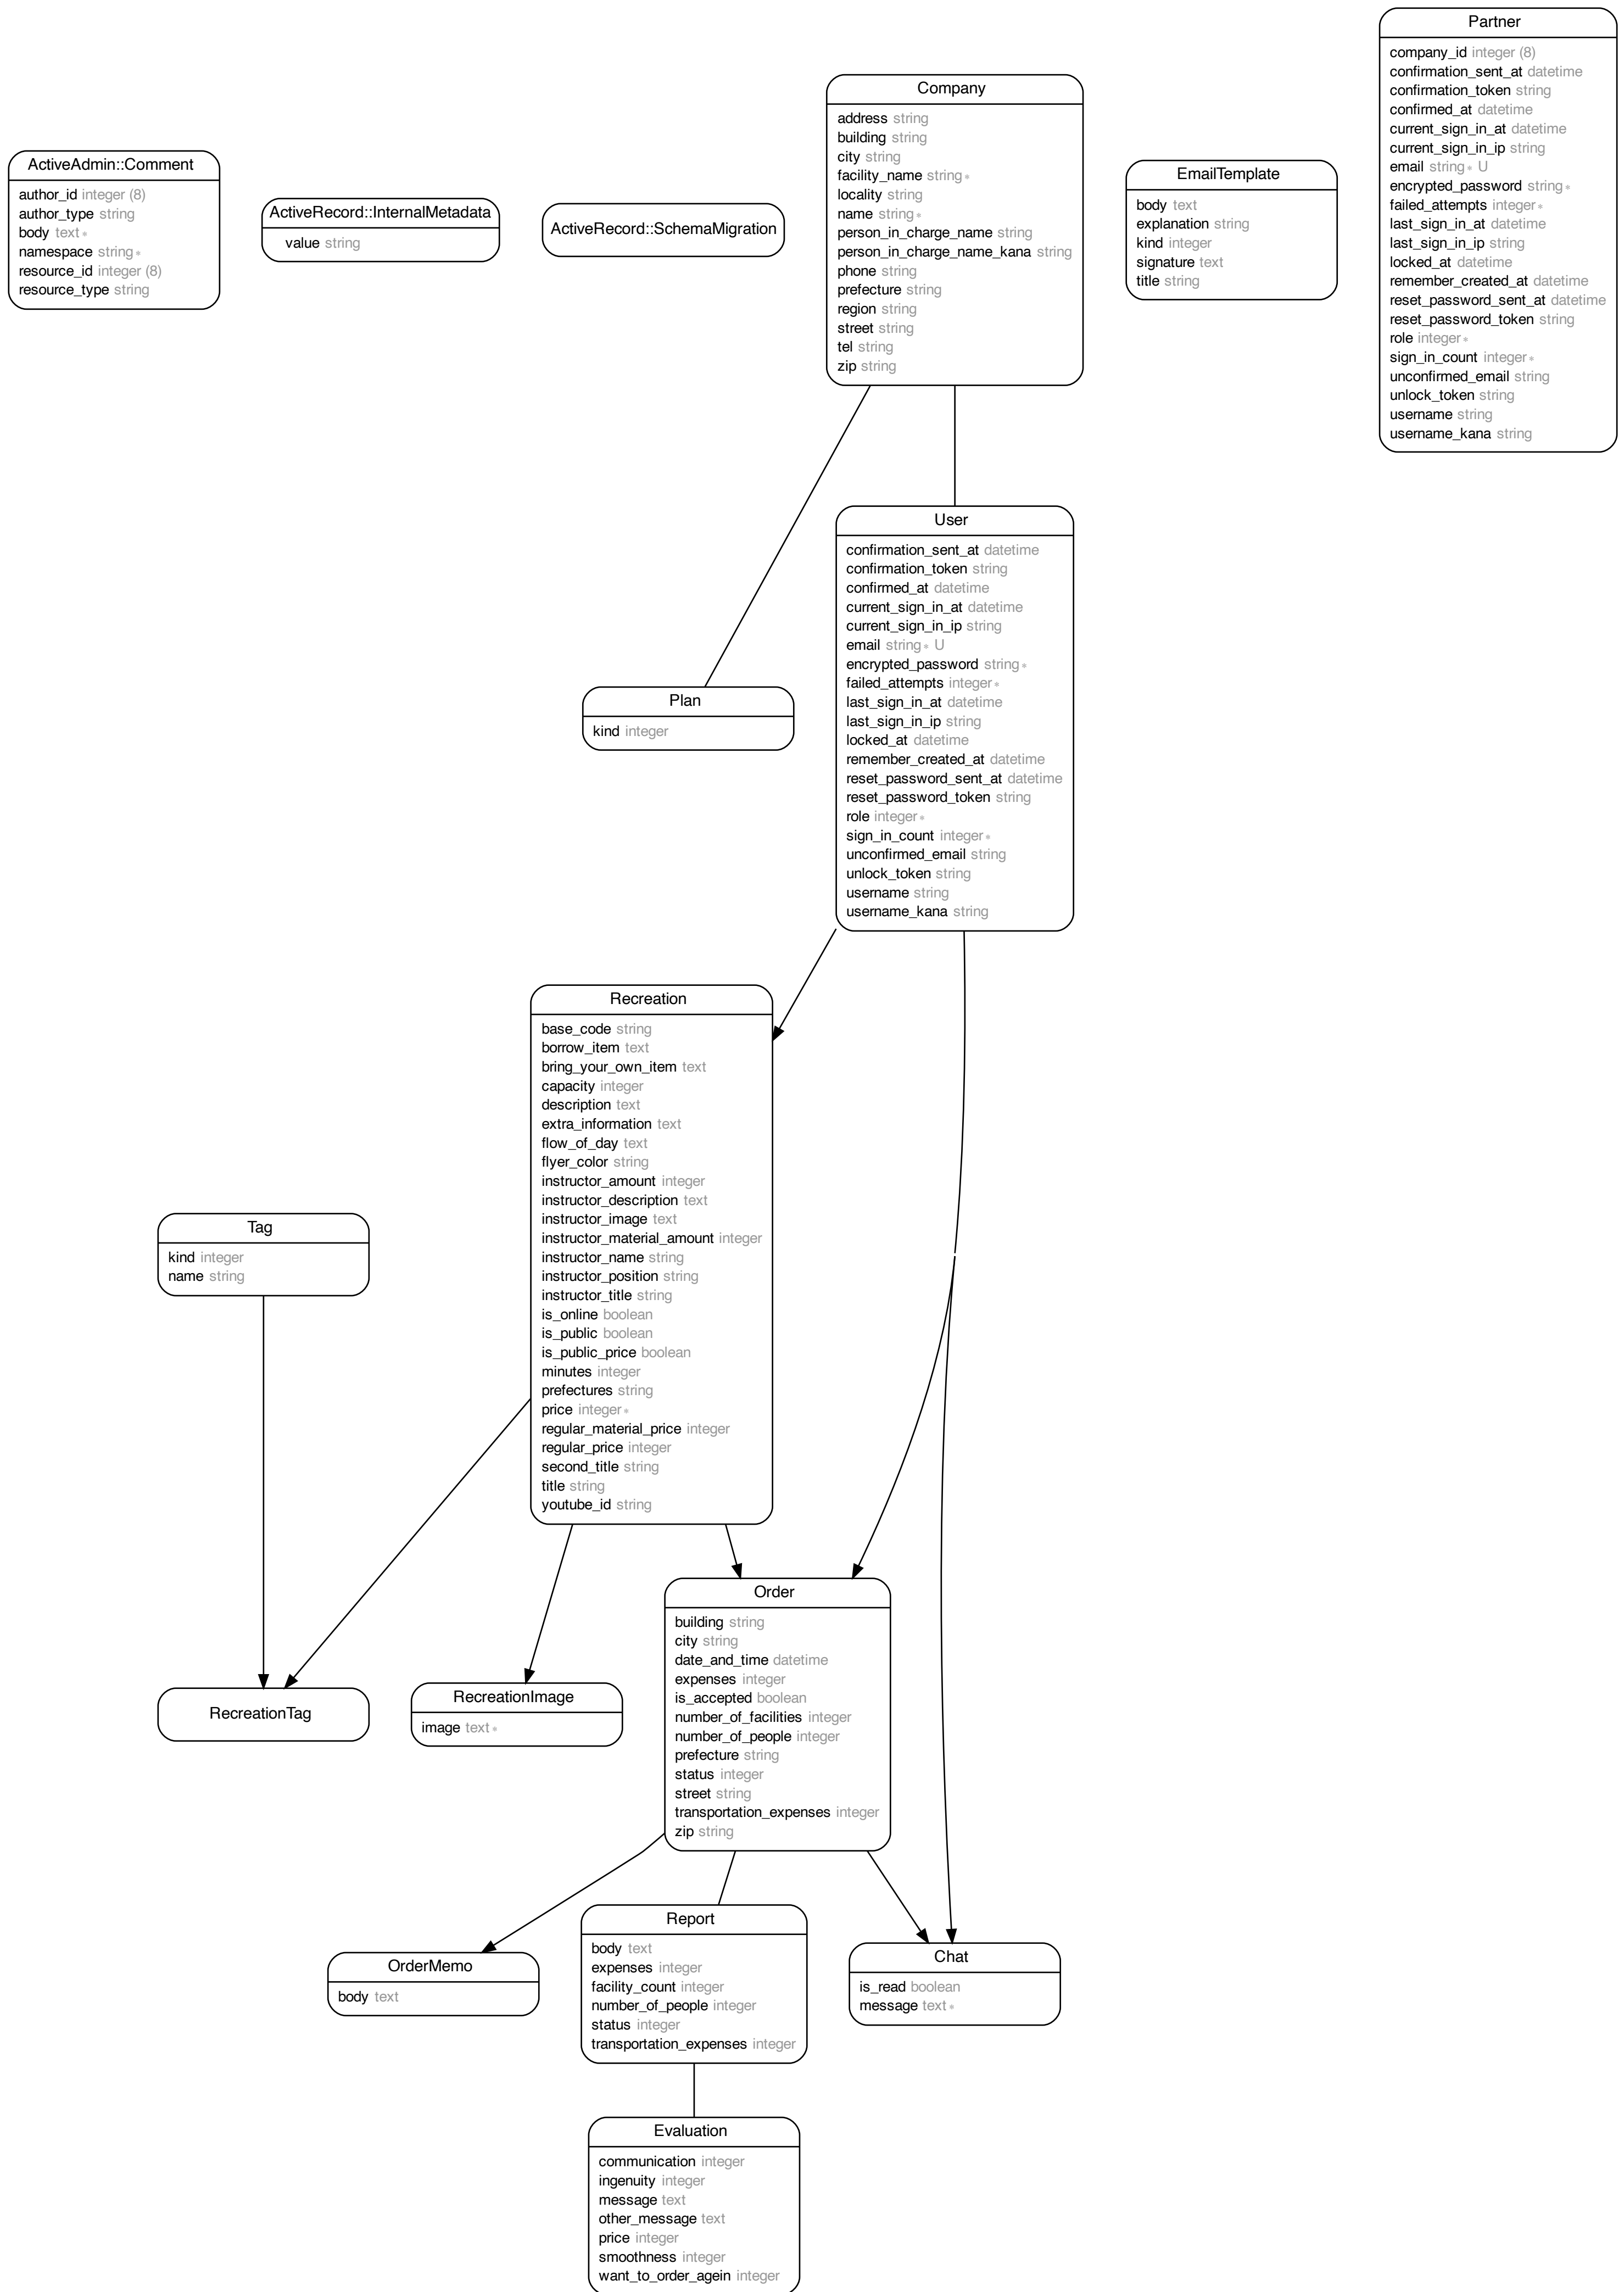 Partner
company_id integer (8)
confirmation_sent_at datetime
confirmation_token string
confirmed_at datetime
current_sign_in_at datetime
current_sign_in_ip string
email string∗ U
encrypted_password string∗
failed_attempts integer∗
last_sign_in_at datetime
last_sign_in_ip string
locked_at datetime
remember_created_at datetime
reset_password_sent_at datetime
reset_password_token string
role integer∗
sign_in_count integer∗
unconfirmed_email string
unlock_token string
username string
username_kana string
Company
address string
building string
city string
facility_name string∗
locality string
name string∗
person_in_charge_name string
person_in_charge_name_kana string
phone string
prefecture string
region string
street string
tel string
zip string
ActiveAdmin::Comment
author_id integer (8)
author_type string
body text∗
namespace string∗
resource_id integer (8)
resource_type string
ActiveRecord::InternalMetadata
value string
ActiveRecord::SchemaMigration
EmailTemplate
body text
explanation string
kind integer
signature text
title string
User
confirmation_sent_at datetime
confirmation_token string
confirmed_at datetime
current_sign_in_at datetime
current_sign_in_ip string
email string∗ U
encrypted_password string∗
failed_attempts integer∗
last_sign_in_at datetime
last_sign_in_ip string
locked_at datetime
remember_created_at datetime
reset_password_sent_at datetime
reset_password_token string
role integer∗
sign_in_count integer∗
unconfirmed_email string
unlock_token string
username string
username_kana string
Plan
kind integer
Recreation
base_code string
borrow_item text
bring_your_own_item text
capacity integer
description text
extra_information text
flow_of_day text
flyer_color string
instructor_amount integer
instructor_description text
instructor_image text
instructor_material_amount integer
instructor_name string
instructor_position string
instructor_title string
is_online boolean
is_public boolean
is_public_price boolean
minutes integer
prefectures string
price integer∗
regular_material_price integer
regular_price integer
second_title string
title string
youtube_id string
Tag
kind integer
name string
RecreationTag
RecreationImage
image text∗
Order
building string
city string
date_and_time datetime
expenses integer
is_accepted boolean
number_of_facilities integer
number_of_people integer
prefecture string
status integer
street string
transportation_expenses integer
zip string
OrderMemo
body text
Report
body text
expenses integer
facility_count integer
number_of_people integer
status integer
transportation_expenses integer
Chat
is_read boolean
message text∗
Evaluation
communication integer
ingenuity integer
message text
other_message text
price integer
smoothness integer
want_to_order_agein integer